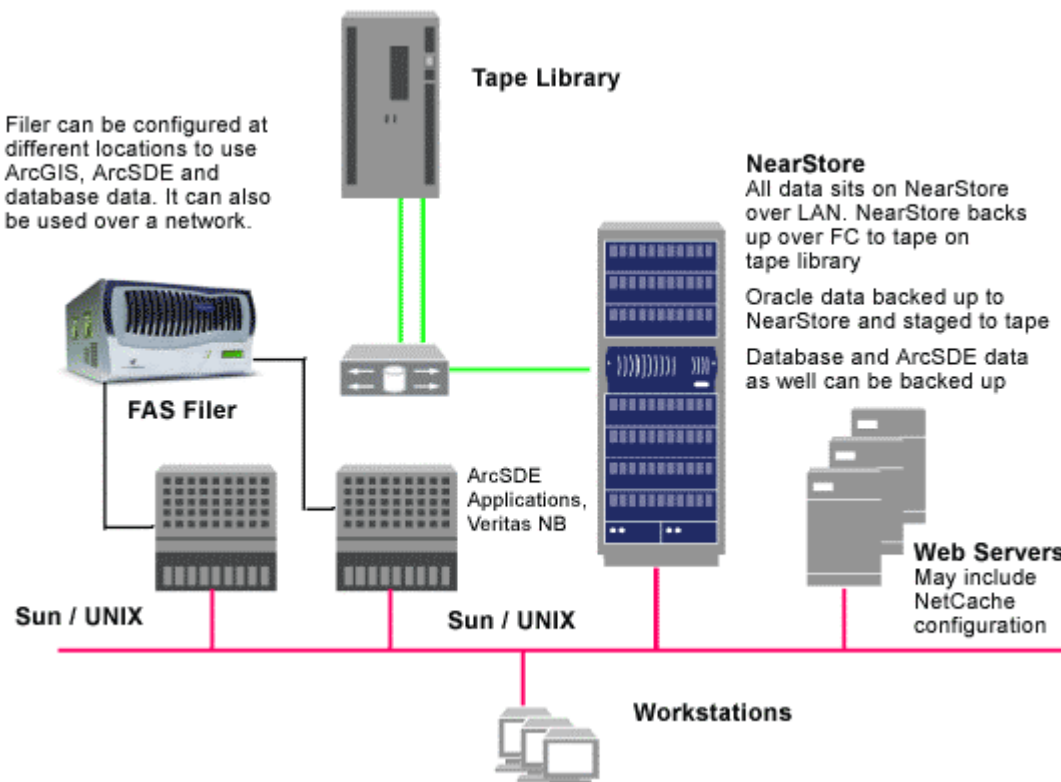 Tape Library
Filer can be configured at
different locations to use
ArcGIS, ArcSDE and
database data. It can also
be used over a network.
NearStore
All data sits on NearStore
over LAN. NearStore backs
up over FC to tape on
tape library
Oracle data backed up to
NearStore and staged to tape
Database and ArcSDE data
as well can be backed up
FAS Filer
ArcSDE
Applications,
Veritas NB
Web Servers
May include
NetCache
configuration
Sun / UNIX
Sun / UNIX
Workstations